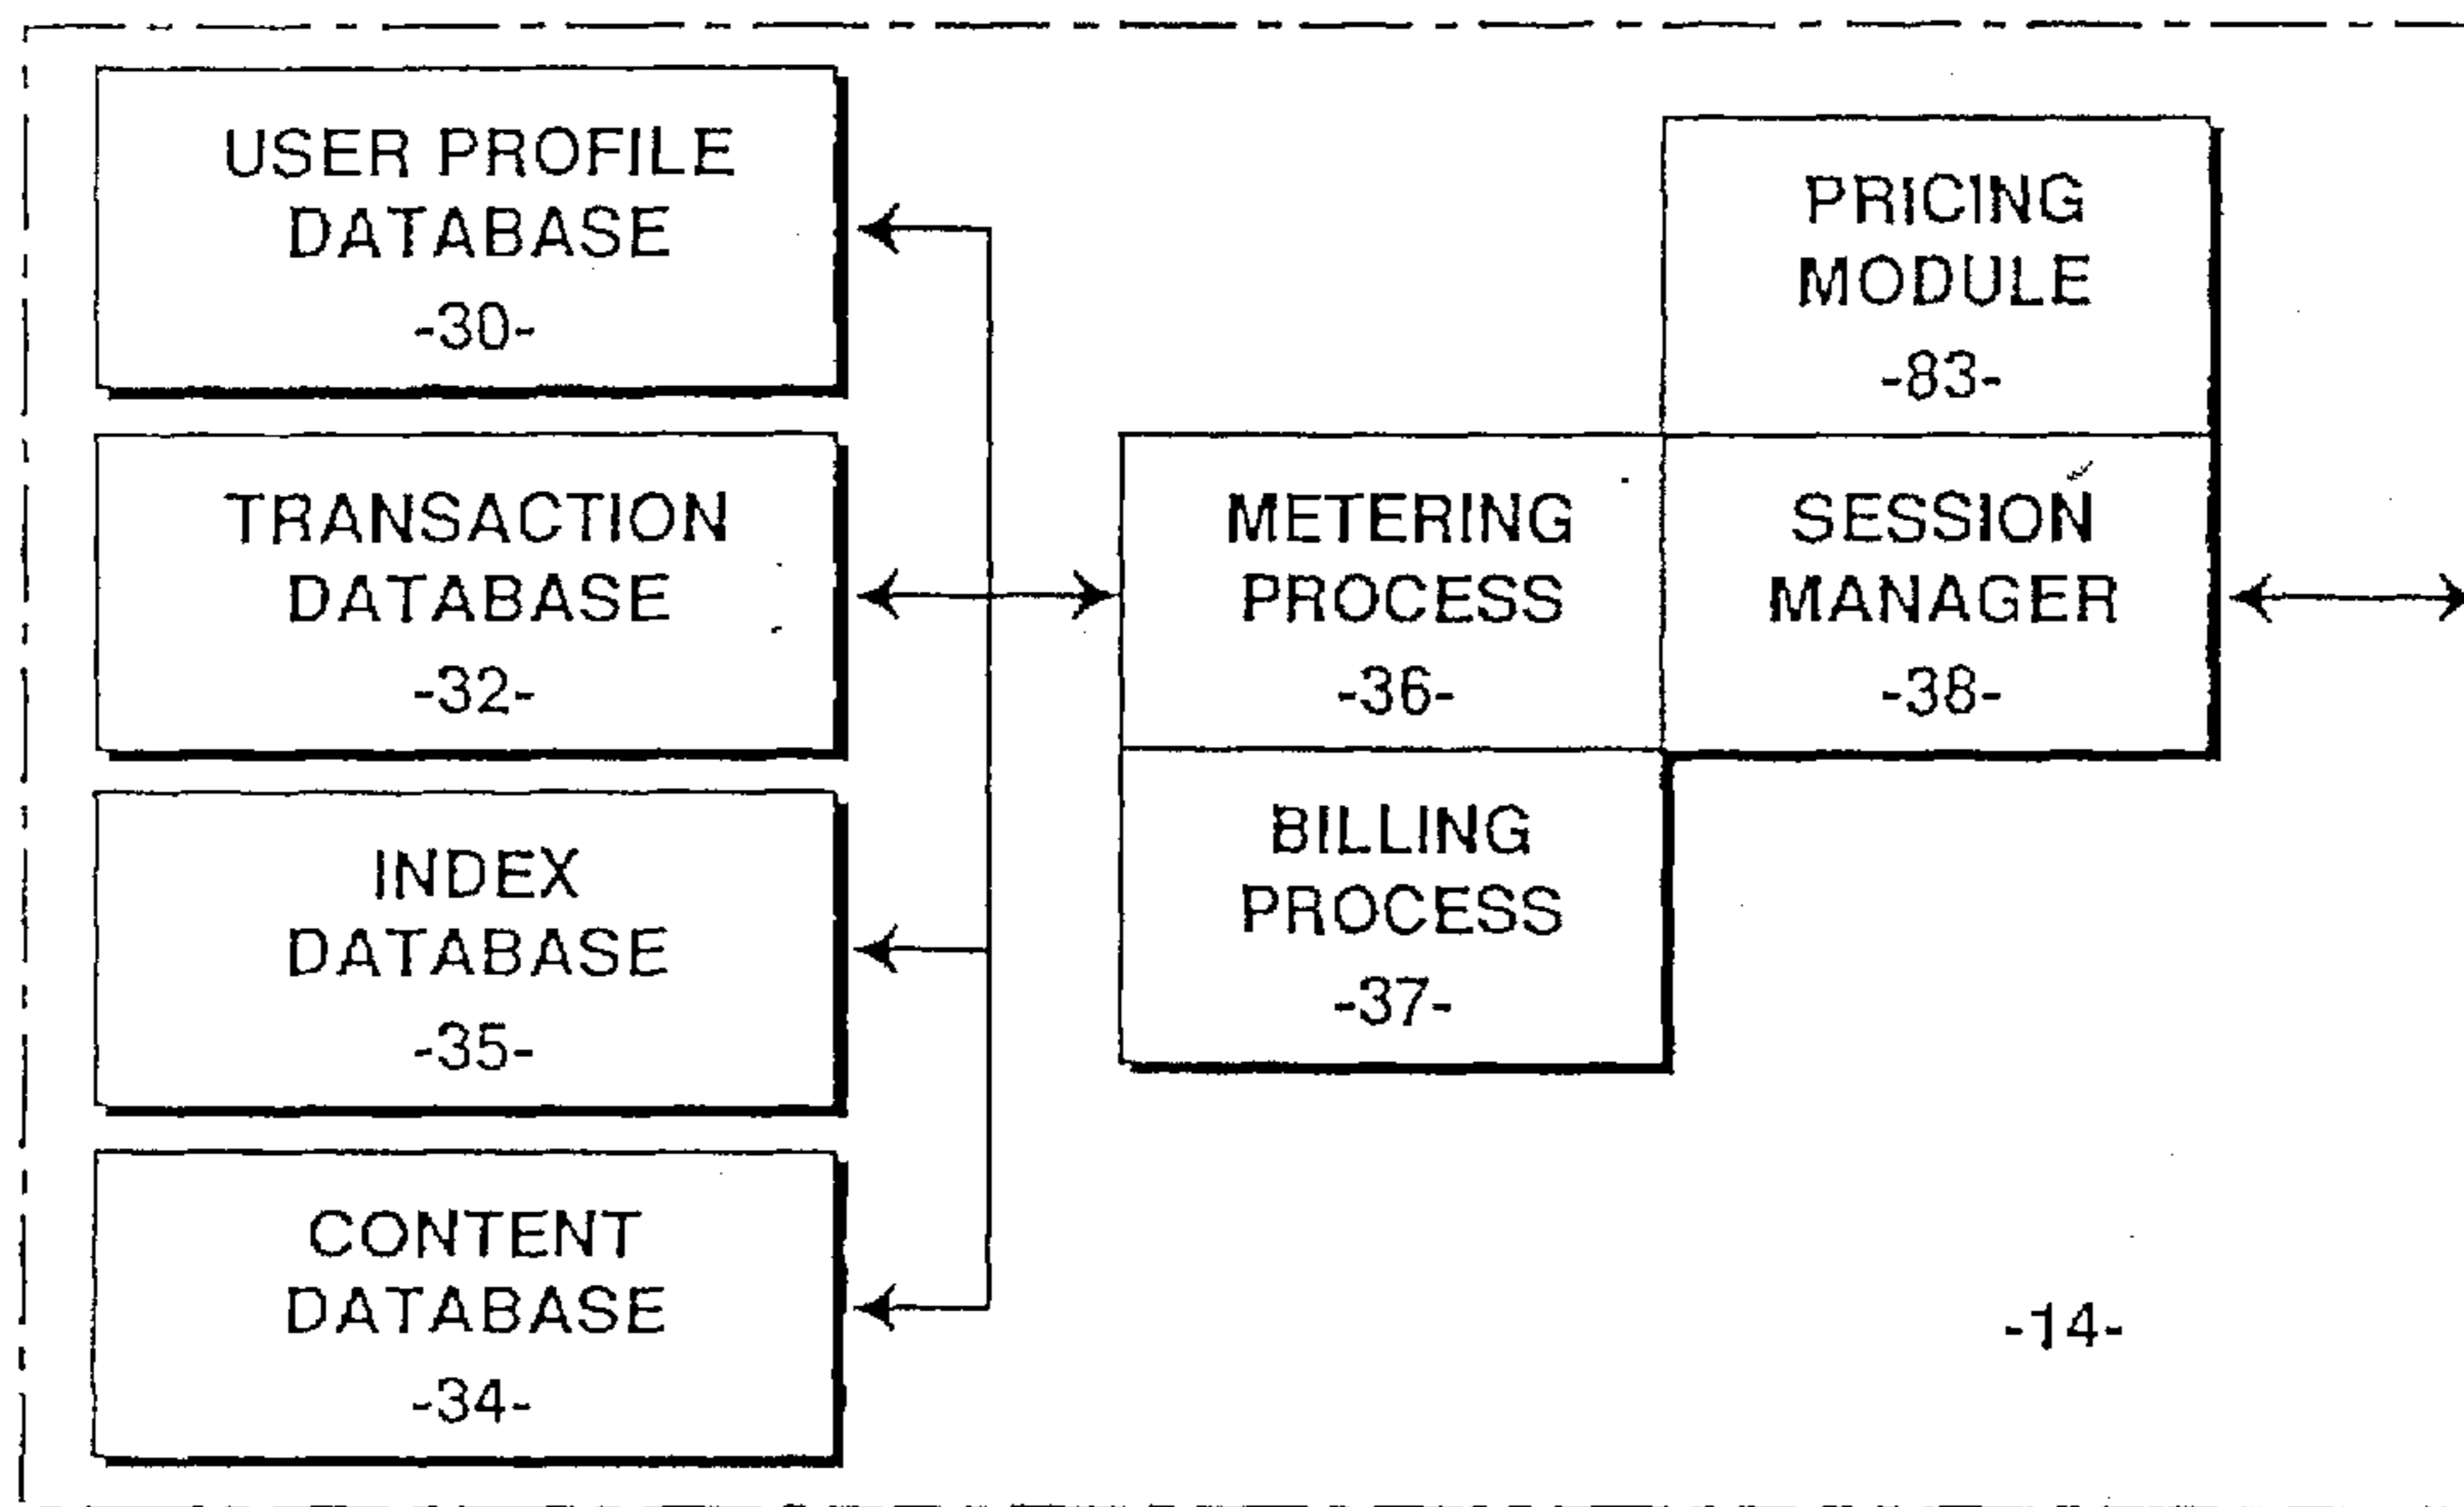 USER PROFILE
DATABASE
-30-
TRANSACTION
DATABASE
-32-
INDEX
DATABASE
-35-
CONTENT
DATABASE
-34-
PRICING
MODULE
-83-
METERING
PROCESS
-36-
SESSION
MANAGER
-38-
BILLING
PROCESS
-37-
-14-